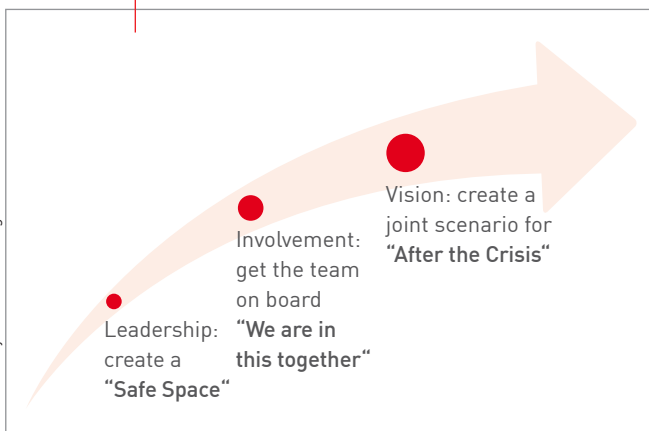 Leadership:
create a
“Safe Space“
Involvement:
get the team
on board
“We are in
this together“
Vision: create a
joint scenario for
“After the Crisis“